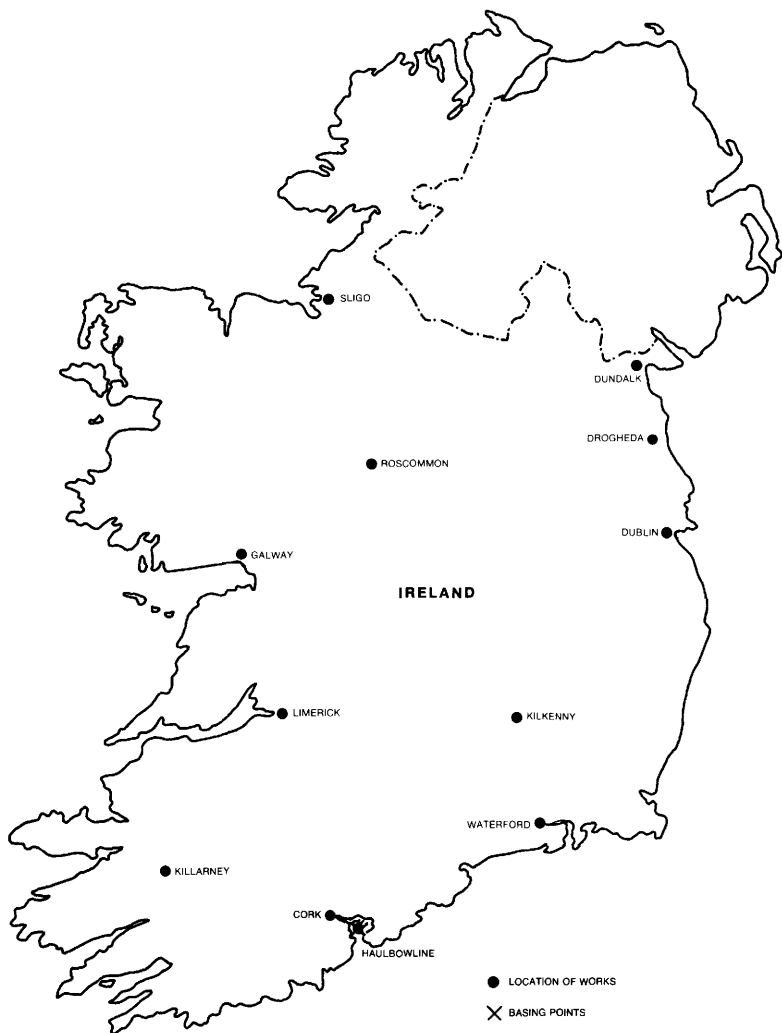 SLIGO
DUNDALK
DROGHEDA
ROSCOMMON
DUBLIN
GALWAY
IRELAND
LIMERICK
KILKENNY
WATERFORD
KILLARNEY
CORK
HAULBOWLINE
LOCATION OF WORKS
BASING POINTS